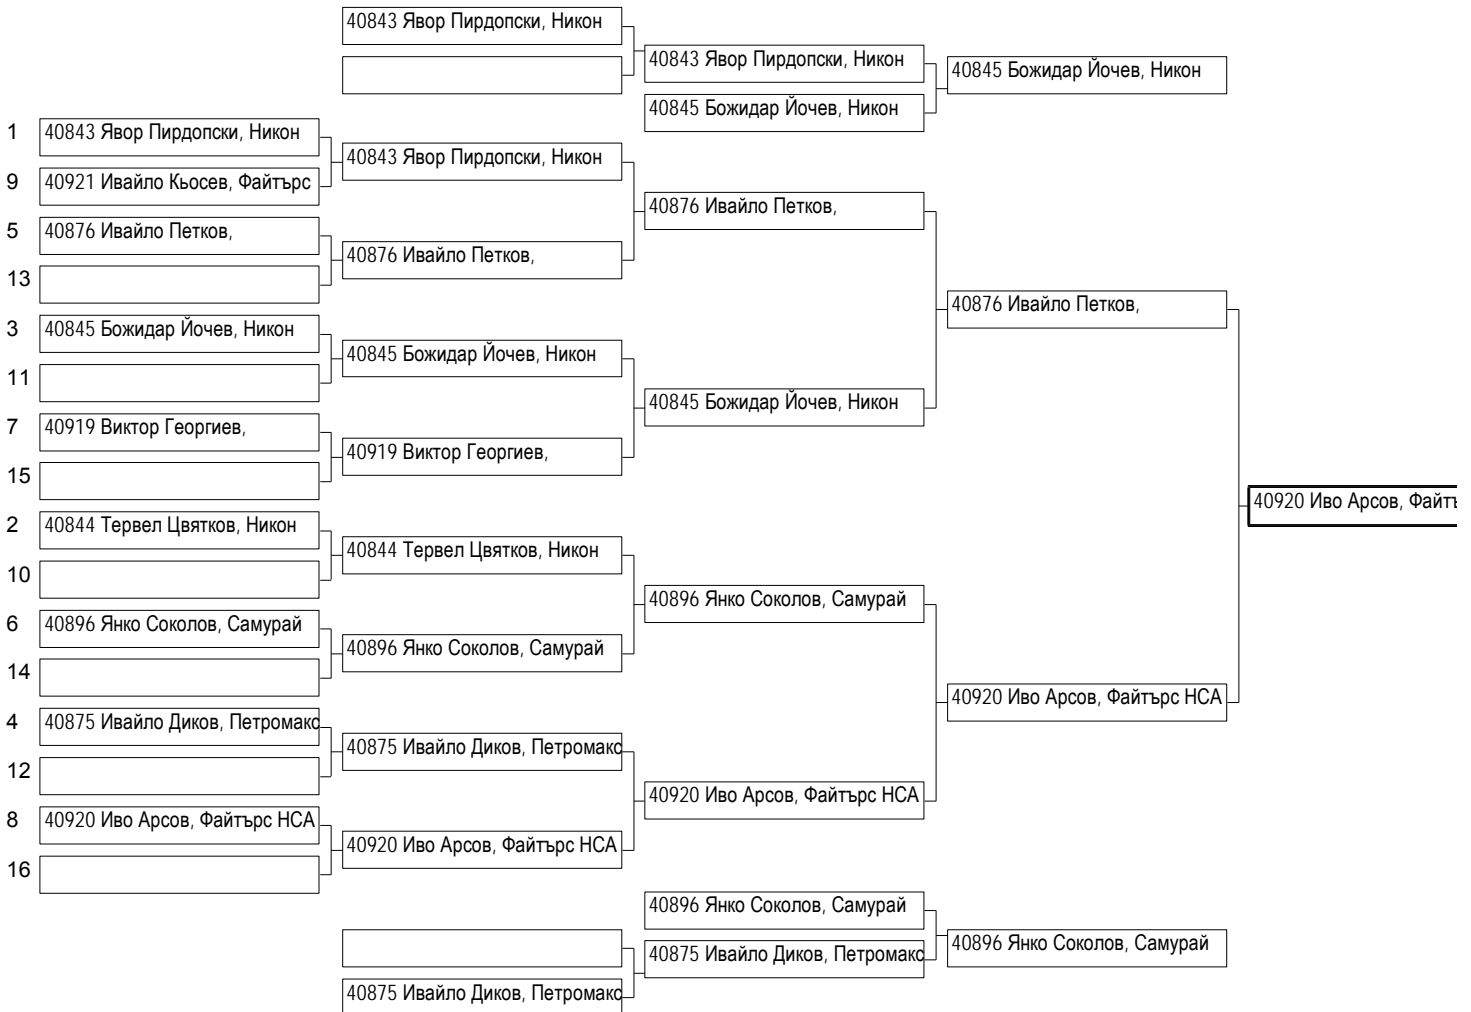 40843 Явор Пирдопски, Никон
40843 Явор Пирдопски, Никон
40845 Божидар Йочев, Никон
40845 Божидар Йочев, Никон
1 40843 Явор Пирдопски, Никон
40843 Явор Пирдопски, Никон
9 40921 Ивайло Кьосев, Файтърс
40876 Ивайло Петков,
5 40876 Ивайло Петков,
40876 Ивайло Петков,
13
40876 Ивайло Петков,
3 40845 Божидар Йочев, Никон
40845 Божидар Йочев, Никон
11
40845 Божидар Йочев, Никон
7 40919 Виктор Георгиев,
40919 Виктор Георгиев,
15
40920 Иво Арсов, Файтъ
2 40844 Тервел Цвятков, Никон
40844 Тервел Цвятков, Никон
10
40896 Янко Соколов, Самурай
6 40896 Янко Соколов, Самурай
40896 Янко Соколов, Самурай
14
40920 Иво Арсов, Файтърс НСА
4 40875 Ивайло Диков, Петромакс
40875 Ивайло Диков, Петромакс
12
40920 Иво Арсов, Файтърс НСА
8 40920 Иво Арсов, Файтърс НСА
40920 Иво Арсов, Файтърс НСА
16
40896 Янко Соколов, Самурай
40875 Ивайло Диков, Петромакс
40896 Янко Соколов, Самурай
40875 Ивайло Диков, Петромакс